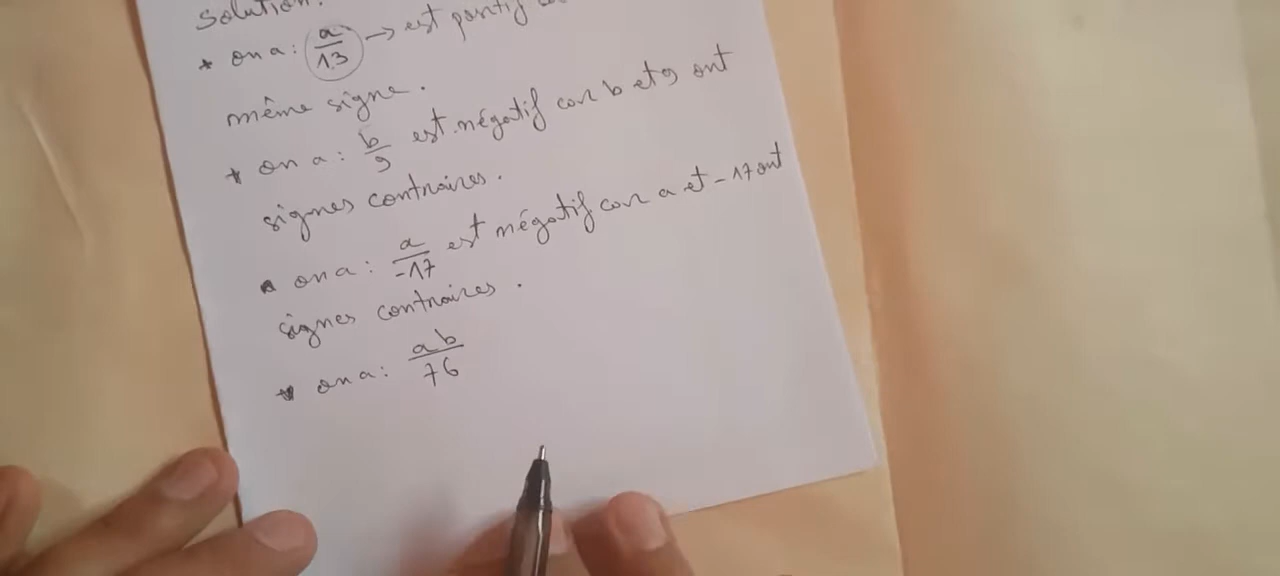 Solution:
* on a: a/13 → est positif
même signe.
* on a: b/9 est négatif car b et 9 ont
signes contraires.
* on a: a/-17 est négatif car a et -17 ont
signes contraires.
* on a: ab/76